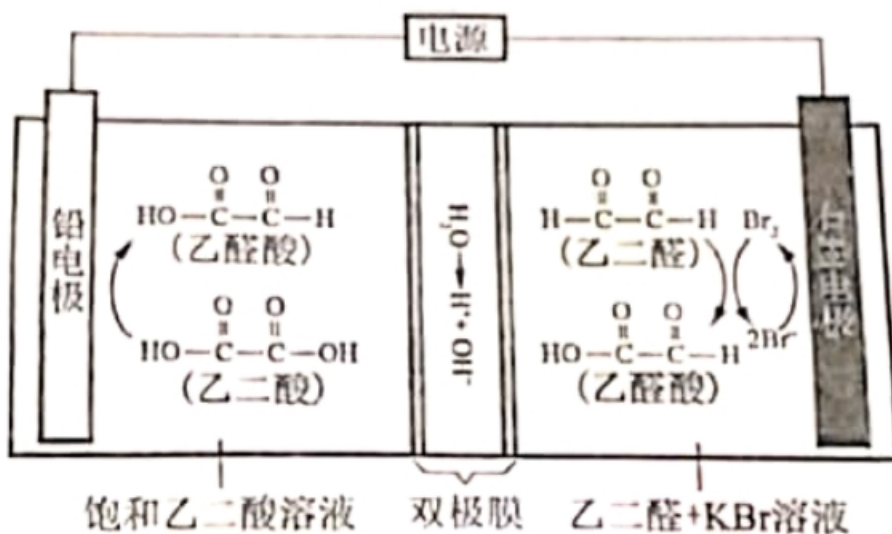 电源
铅电极
O O
HO—C—C—H
(乙醛酸)
O O
HO—C—C—OH
(乙二酸)
H₂O→H⁺+OH⁻
O O
H—C—C—H
(乙二醛)
Br₂
O O
HO—C—C—H
(乙醛酸)
2Br⁻
饱和乙二酸溶液
双极膜
乙二醛+KBr溶液